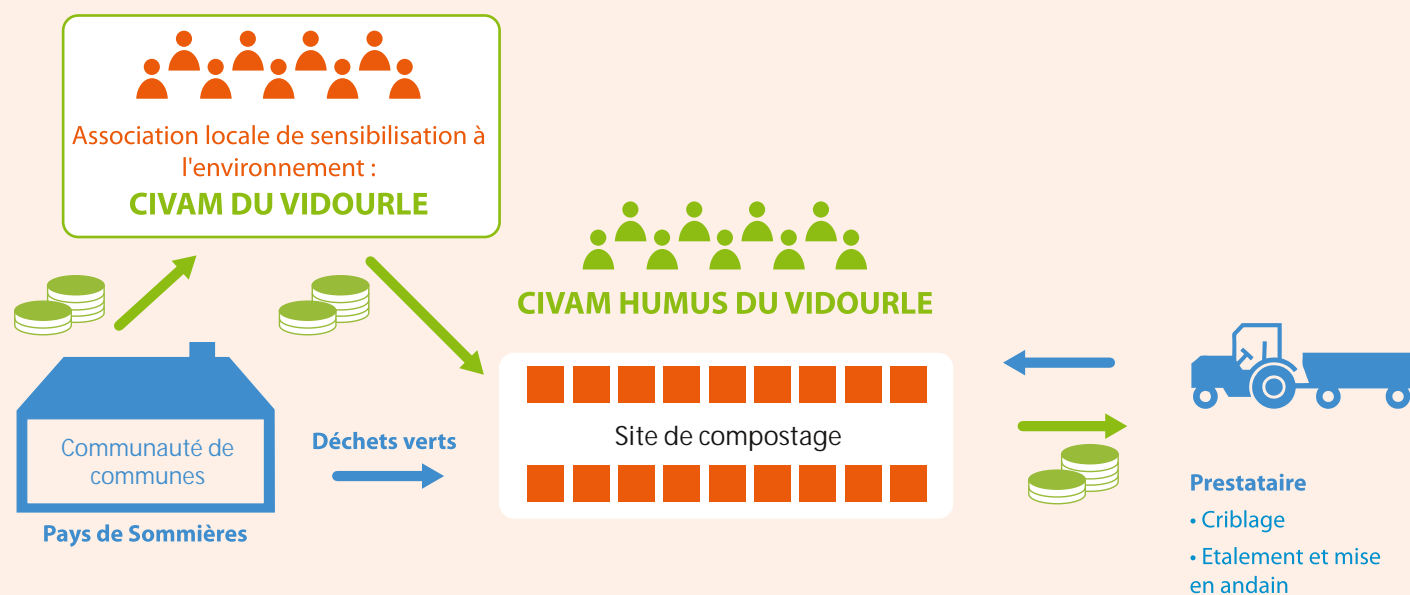 Association locale de sensibilisation à
l'environnement :
CIVAM DU VIDOURLE
CIVAM HUMUS DU VIDOURLE
Communauté de
communes
Pays de Sommières
Déchets verts
Site de compostage
Prestataire
• Criblage
• Etalement et mise
en andain